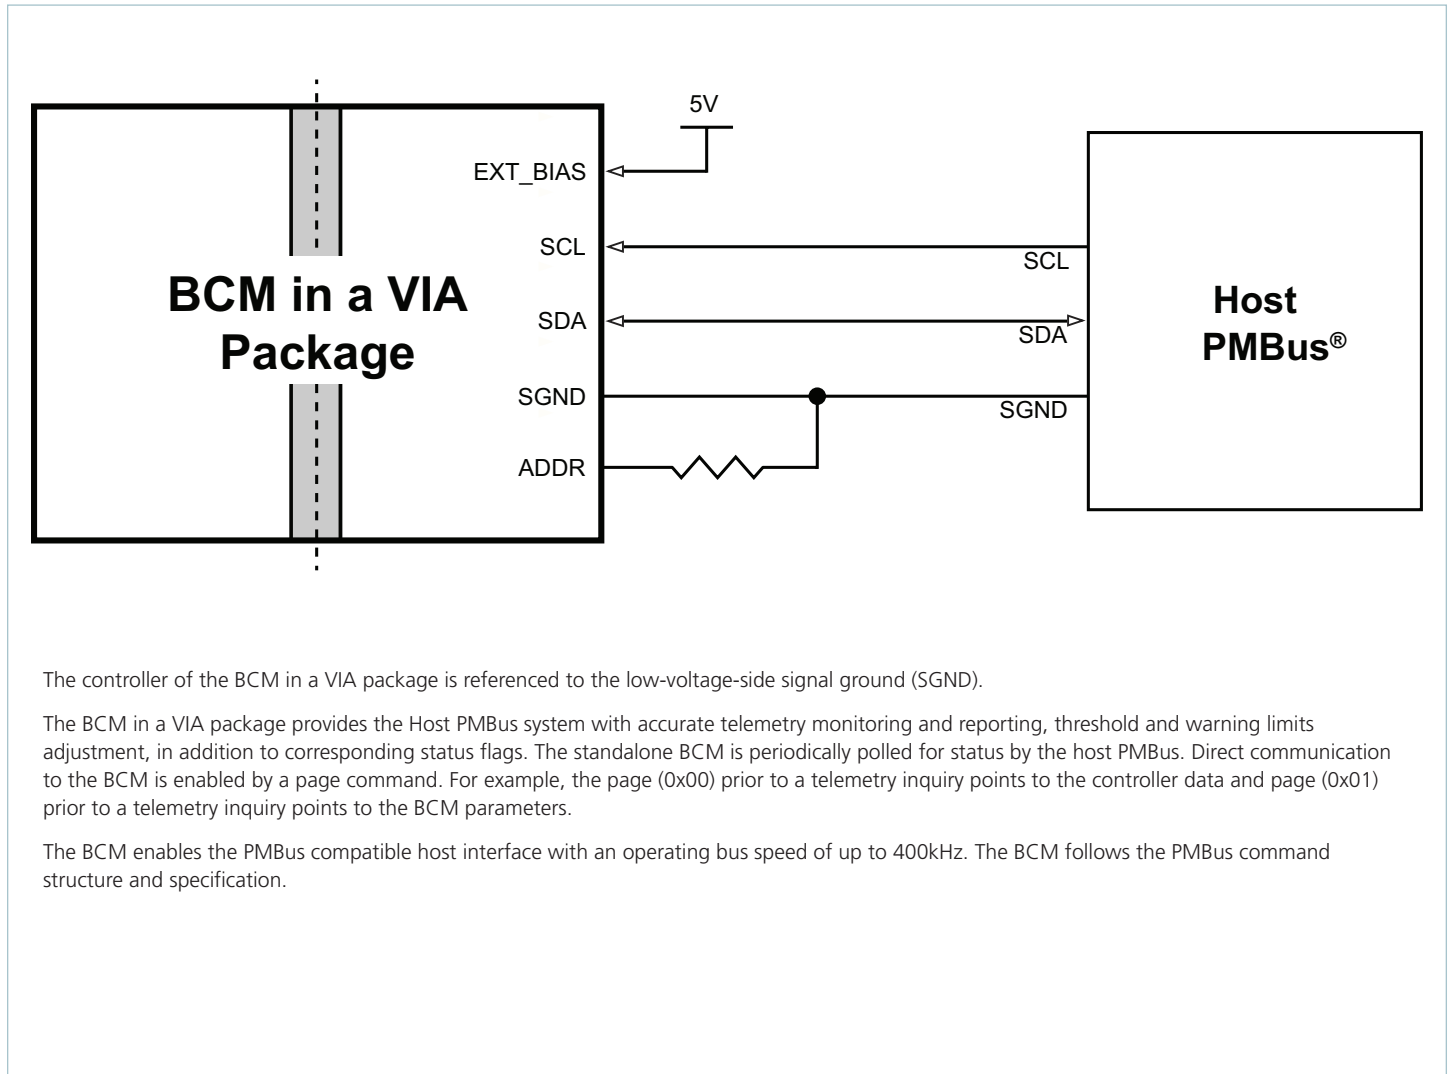 5V
EXT_BIAS
SCL
SCL
BCM in a VIA
Package
SDA
SDA
Host
PMBus®
SGND
SGND
ADDR
The controller of the BCM in a VIA package is referenced to the low-voltage-side signal ground (SGND).
The BCM in a VIA package provides the Host PMBus system with accurate telemetry monitoring and reporting, threshold and warning limits
adjustment, in addition to corresponding status flags. The standalone BCM is periodically polled for status by the host PMBus. Direct communication
to the BCM is enabled by a page command. For example, the page (0x00) prior to a telemetry inquiry points to the controller data and page (0x01)
prior to a telemetry inquiry points to the BCM parameters.
The BCM enables the PMBus compatible host interface with an operating bus speed of up to 400kHz. The BCM follows the PMBus command
structure and specification.